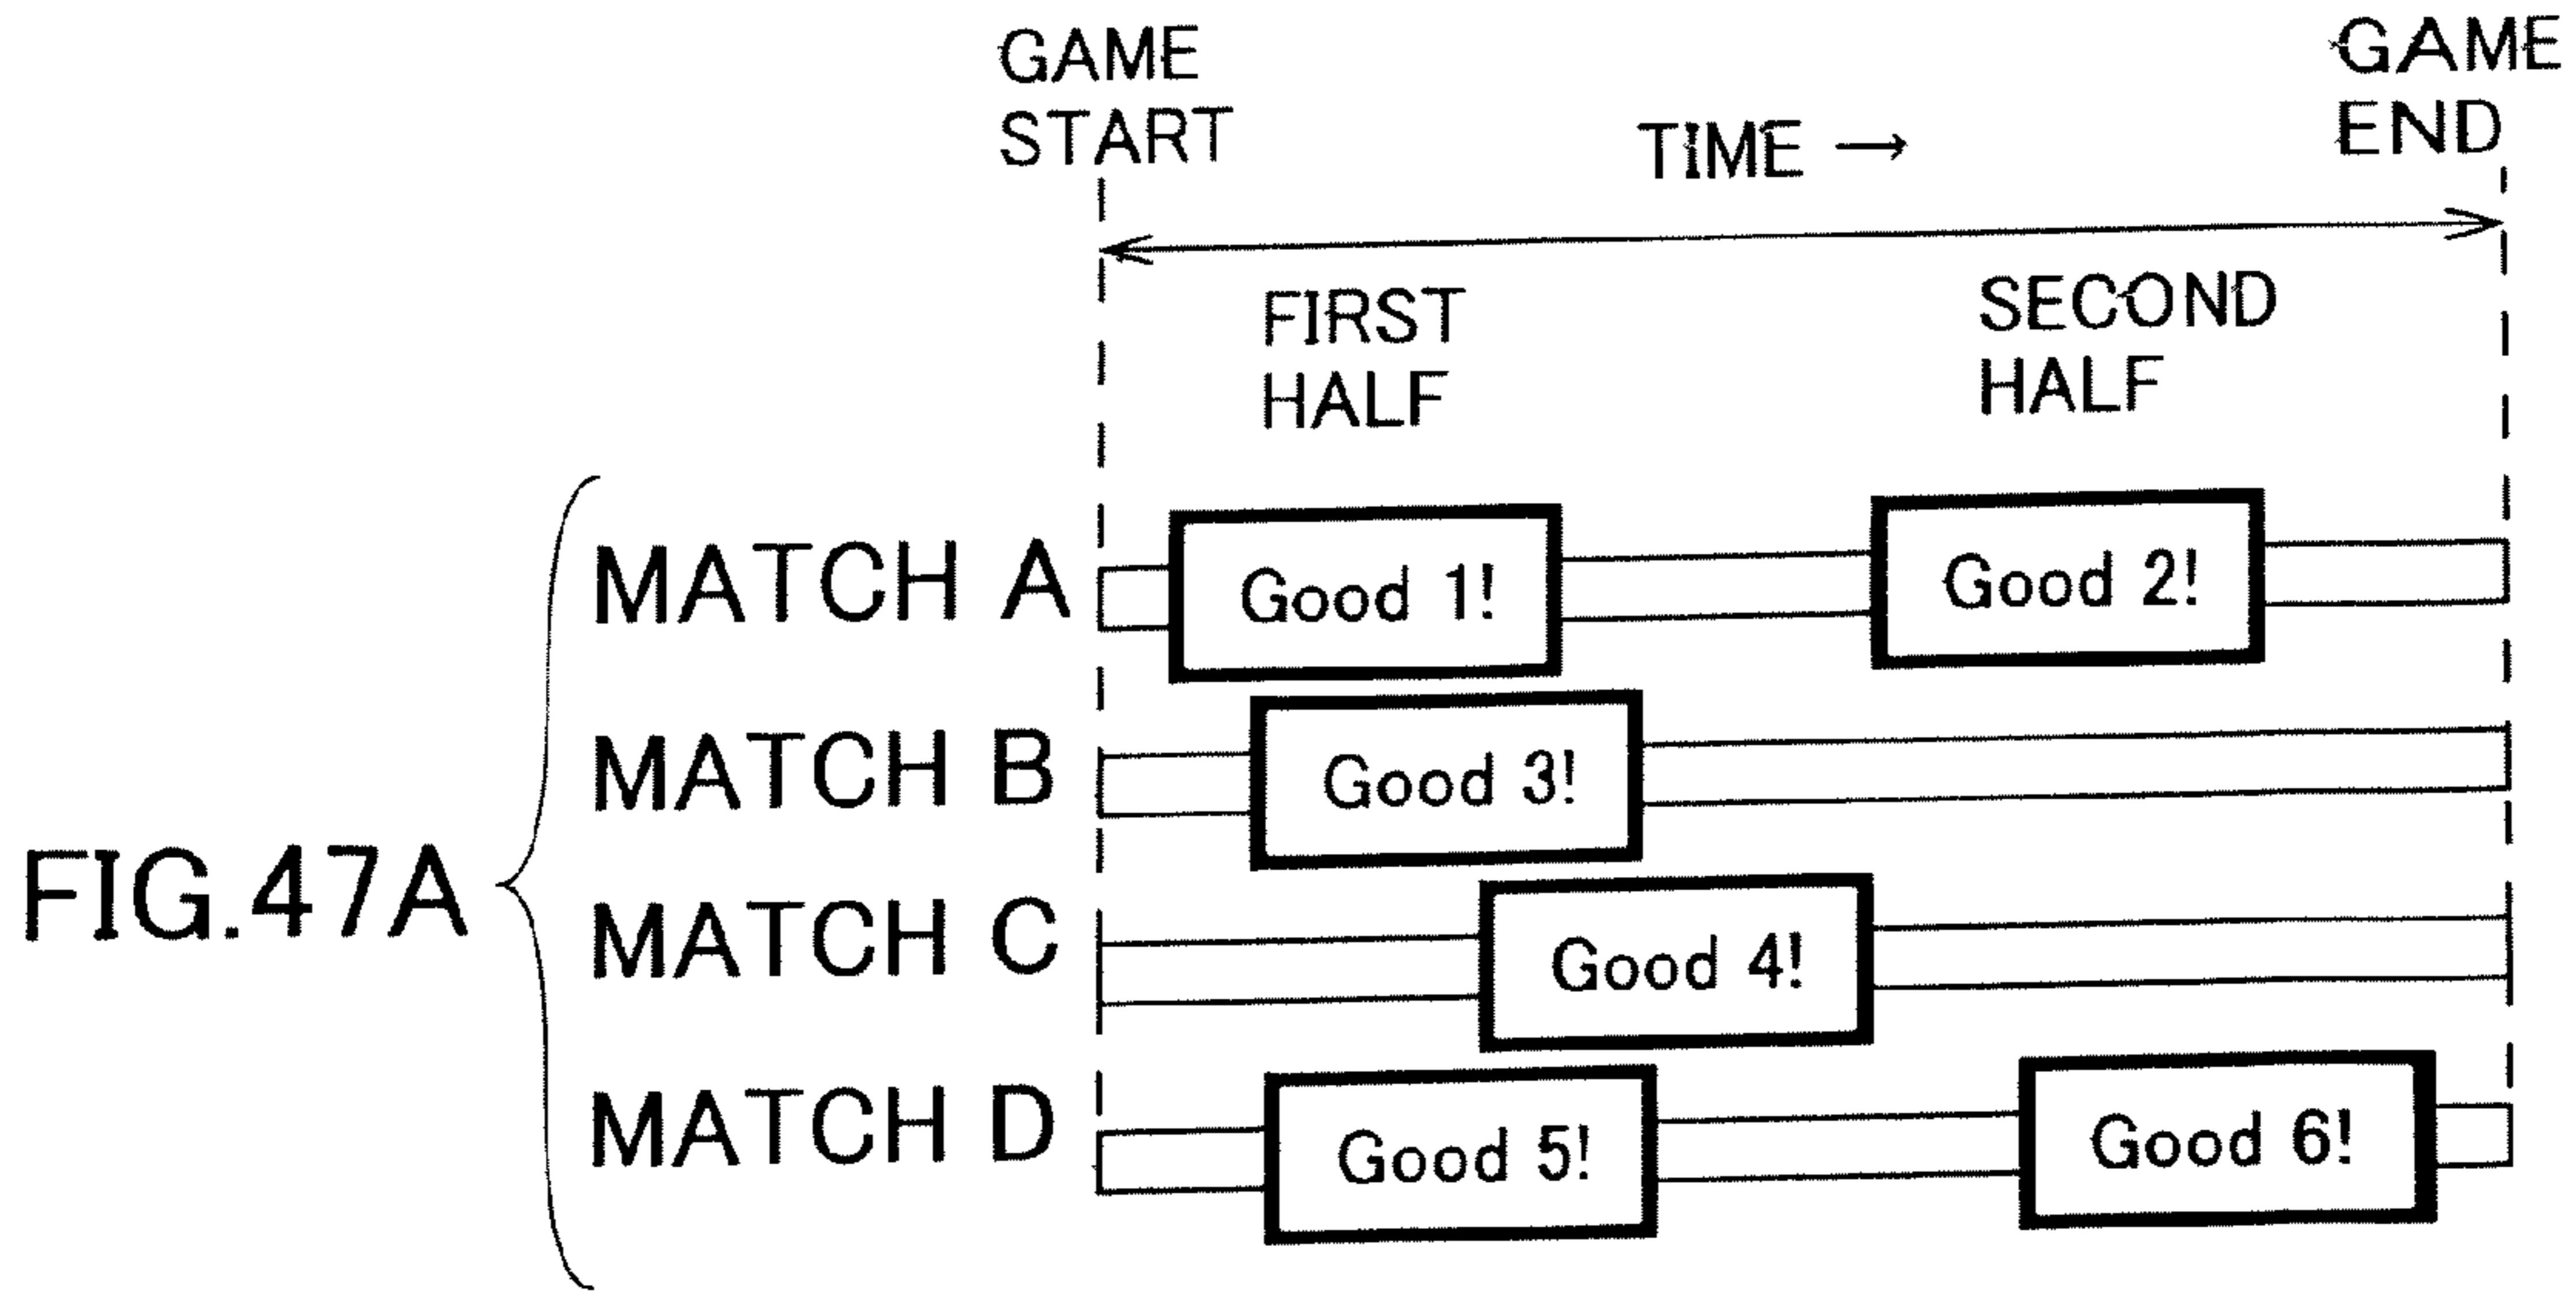 GAME
START
TIME →
GAME
END
FIRST
HALF
SECOND
HALF
FIG.47A
MATCH A
Good 1!
Good 2!
MATCH B
Good 3!
MATCH C
Good 4!
MATCH D
Good 5!
Good 6!